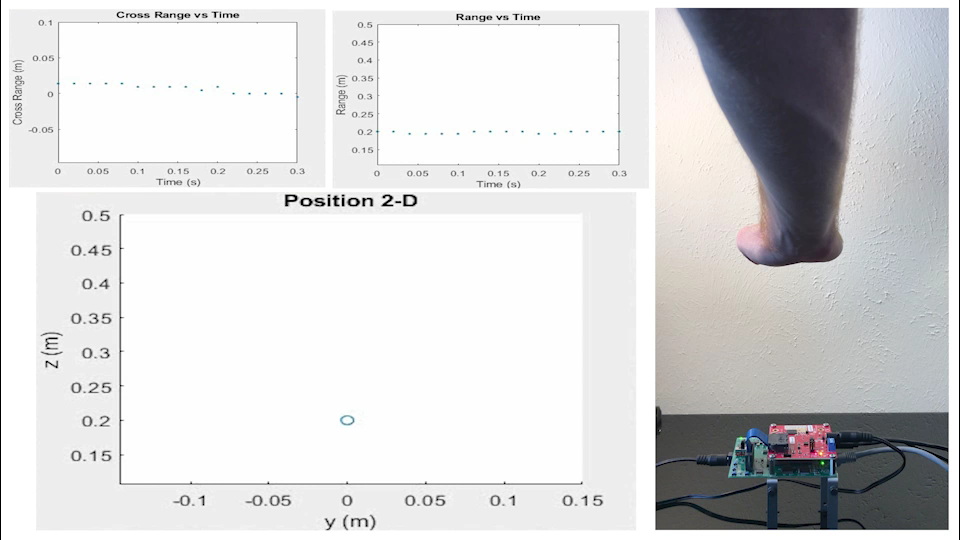 Cross Range vs Time
0.1
0.05
0
-0.05
Cross Range (m)
0 0.05 0.1 0.15 0.2 0.25 0.3
Time (s)
Range vs Time
0.5
0.45
0.4
0.35
0.3
0.25
0.2
0.15
Range (m)
0 0.05 0.1 0.15 0.2 0.25 0.3
Time (s)
Position 2-D
0.5
0.45
0.4
0.35
0.3
0.25
0.2
0.15
z (m)
-0.1 -0.05 0 0.05 0.1 0.15
y (m)